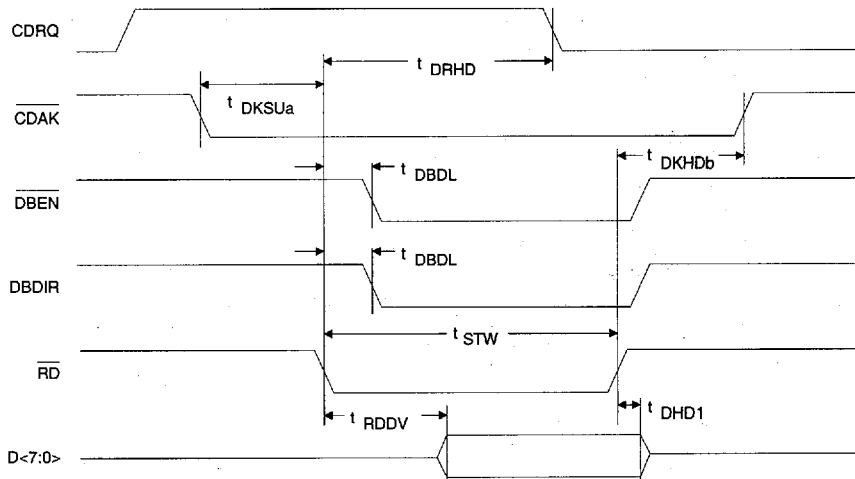 CDRQ
t DRHD
t DKSUa
CDAK
t DKHDb
t DBDL
DBEN
t DBDL
DBDIR
t STW
RD
t DHD1
t RDDV
D<7:0>